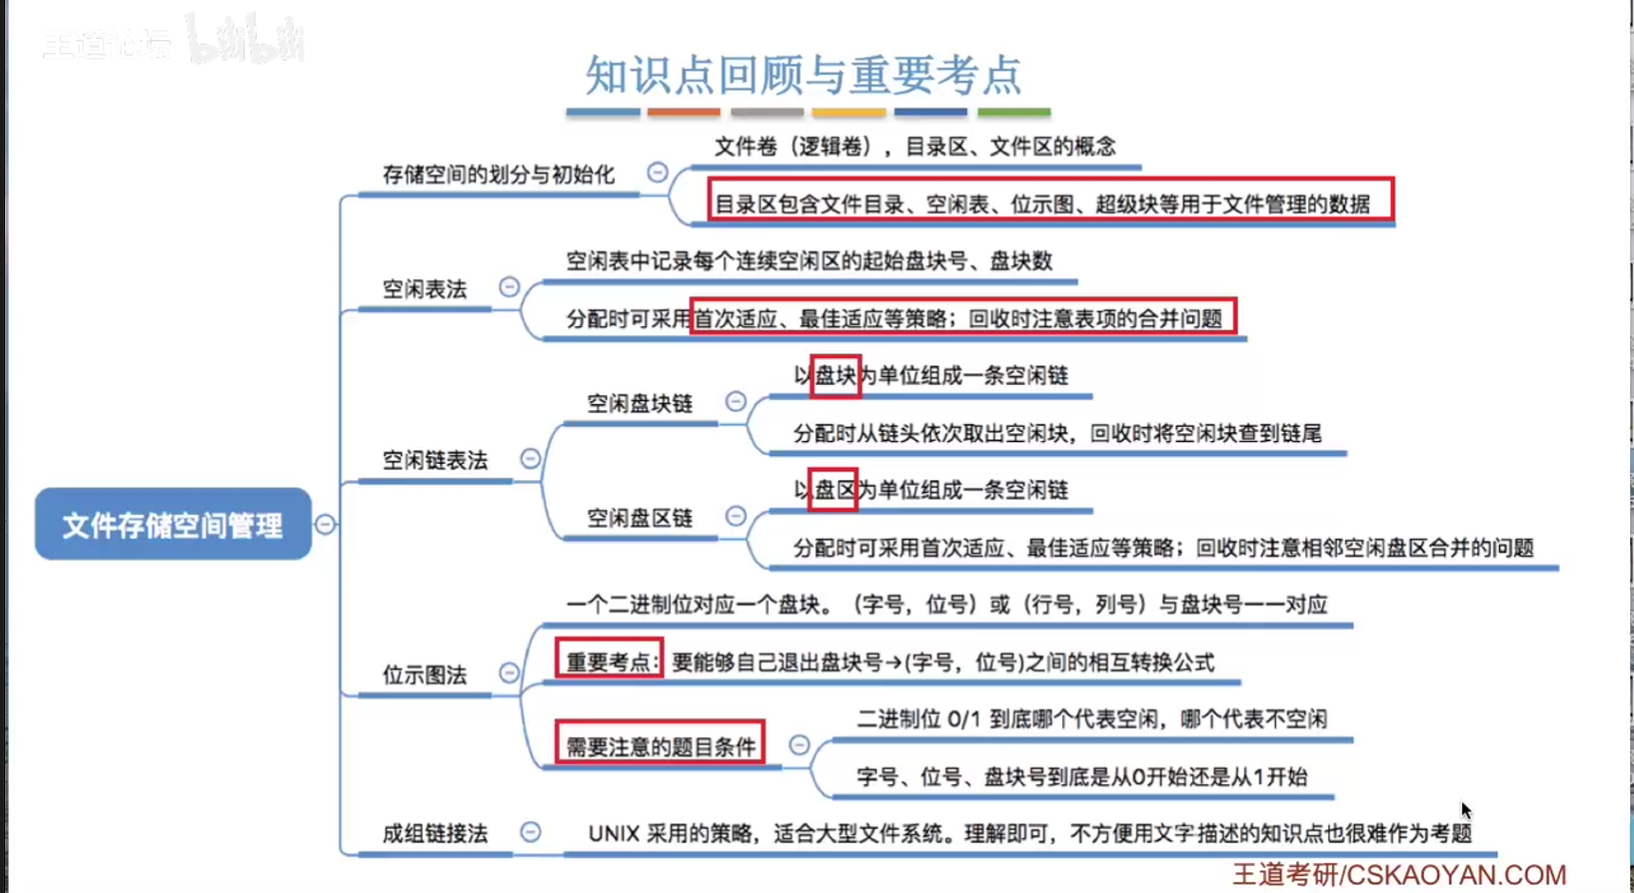 王道论坛 bilibili
知识点回顾与重要考点
文件存储空间管理
存储空间的划分与初始化
文件卷（逻辑卷），目录区、文件区的概念
目录区包含文件目录、空闲表、位示图、超级块等用于文件管理的数据
空闲表法
空闲表中记录每个连续空闲区的起始盘块号、盘块数
分配时可采用首次适应、最佳适应等策略；回收时注意表项的合并问题
空闲链表法
空闲盘块链
以盘块为单位组成一条空闲链
分配时从链头依次取出空闲块，回收时将空闲块查到链尾
空闲盘区链
以盘区为单位组成一条空闲链
分配时可采用首次适应、最佳适应等策略；回收时注意相邻空闲盘区合并的问题
位示图法
一个二进制位对应一个盘块。（字号，位号）或（行号，列号）与盘块号一一对应
重要考点：要能够自己退出盘块号→(字号，位号)之间的相互转换公式
需要注意的题目条件
二进制位 0/1 到底哪个代表空闲，哪个代表不空闲
字号、位号、盘块号到底是从0开始还是从1开始
成组链接法
UNIX 采用的策略，适合大型文件系统。理解即可，不方便用文字描述的知识点也很难作为考题
王道考研/CSKAOYAN.COM